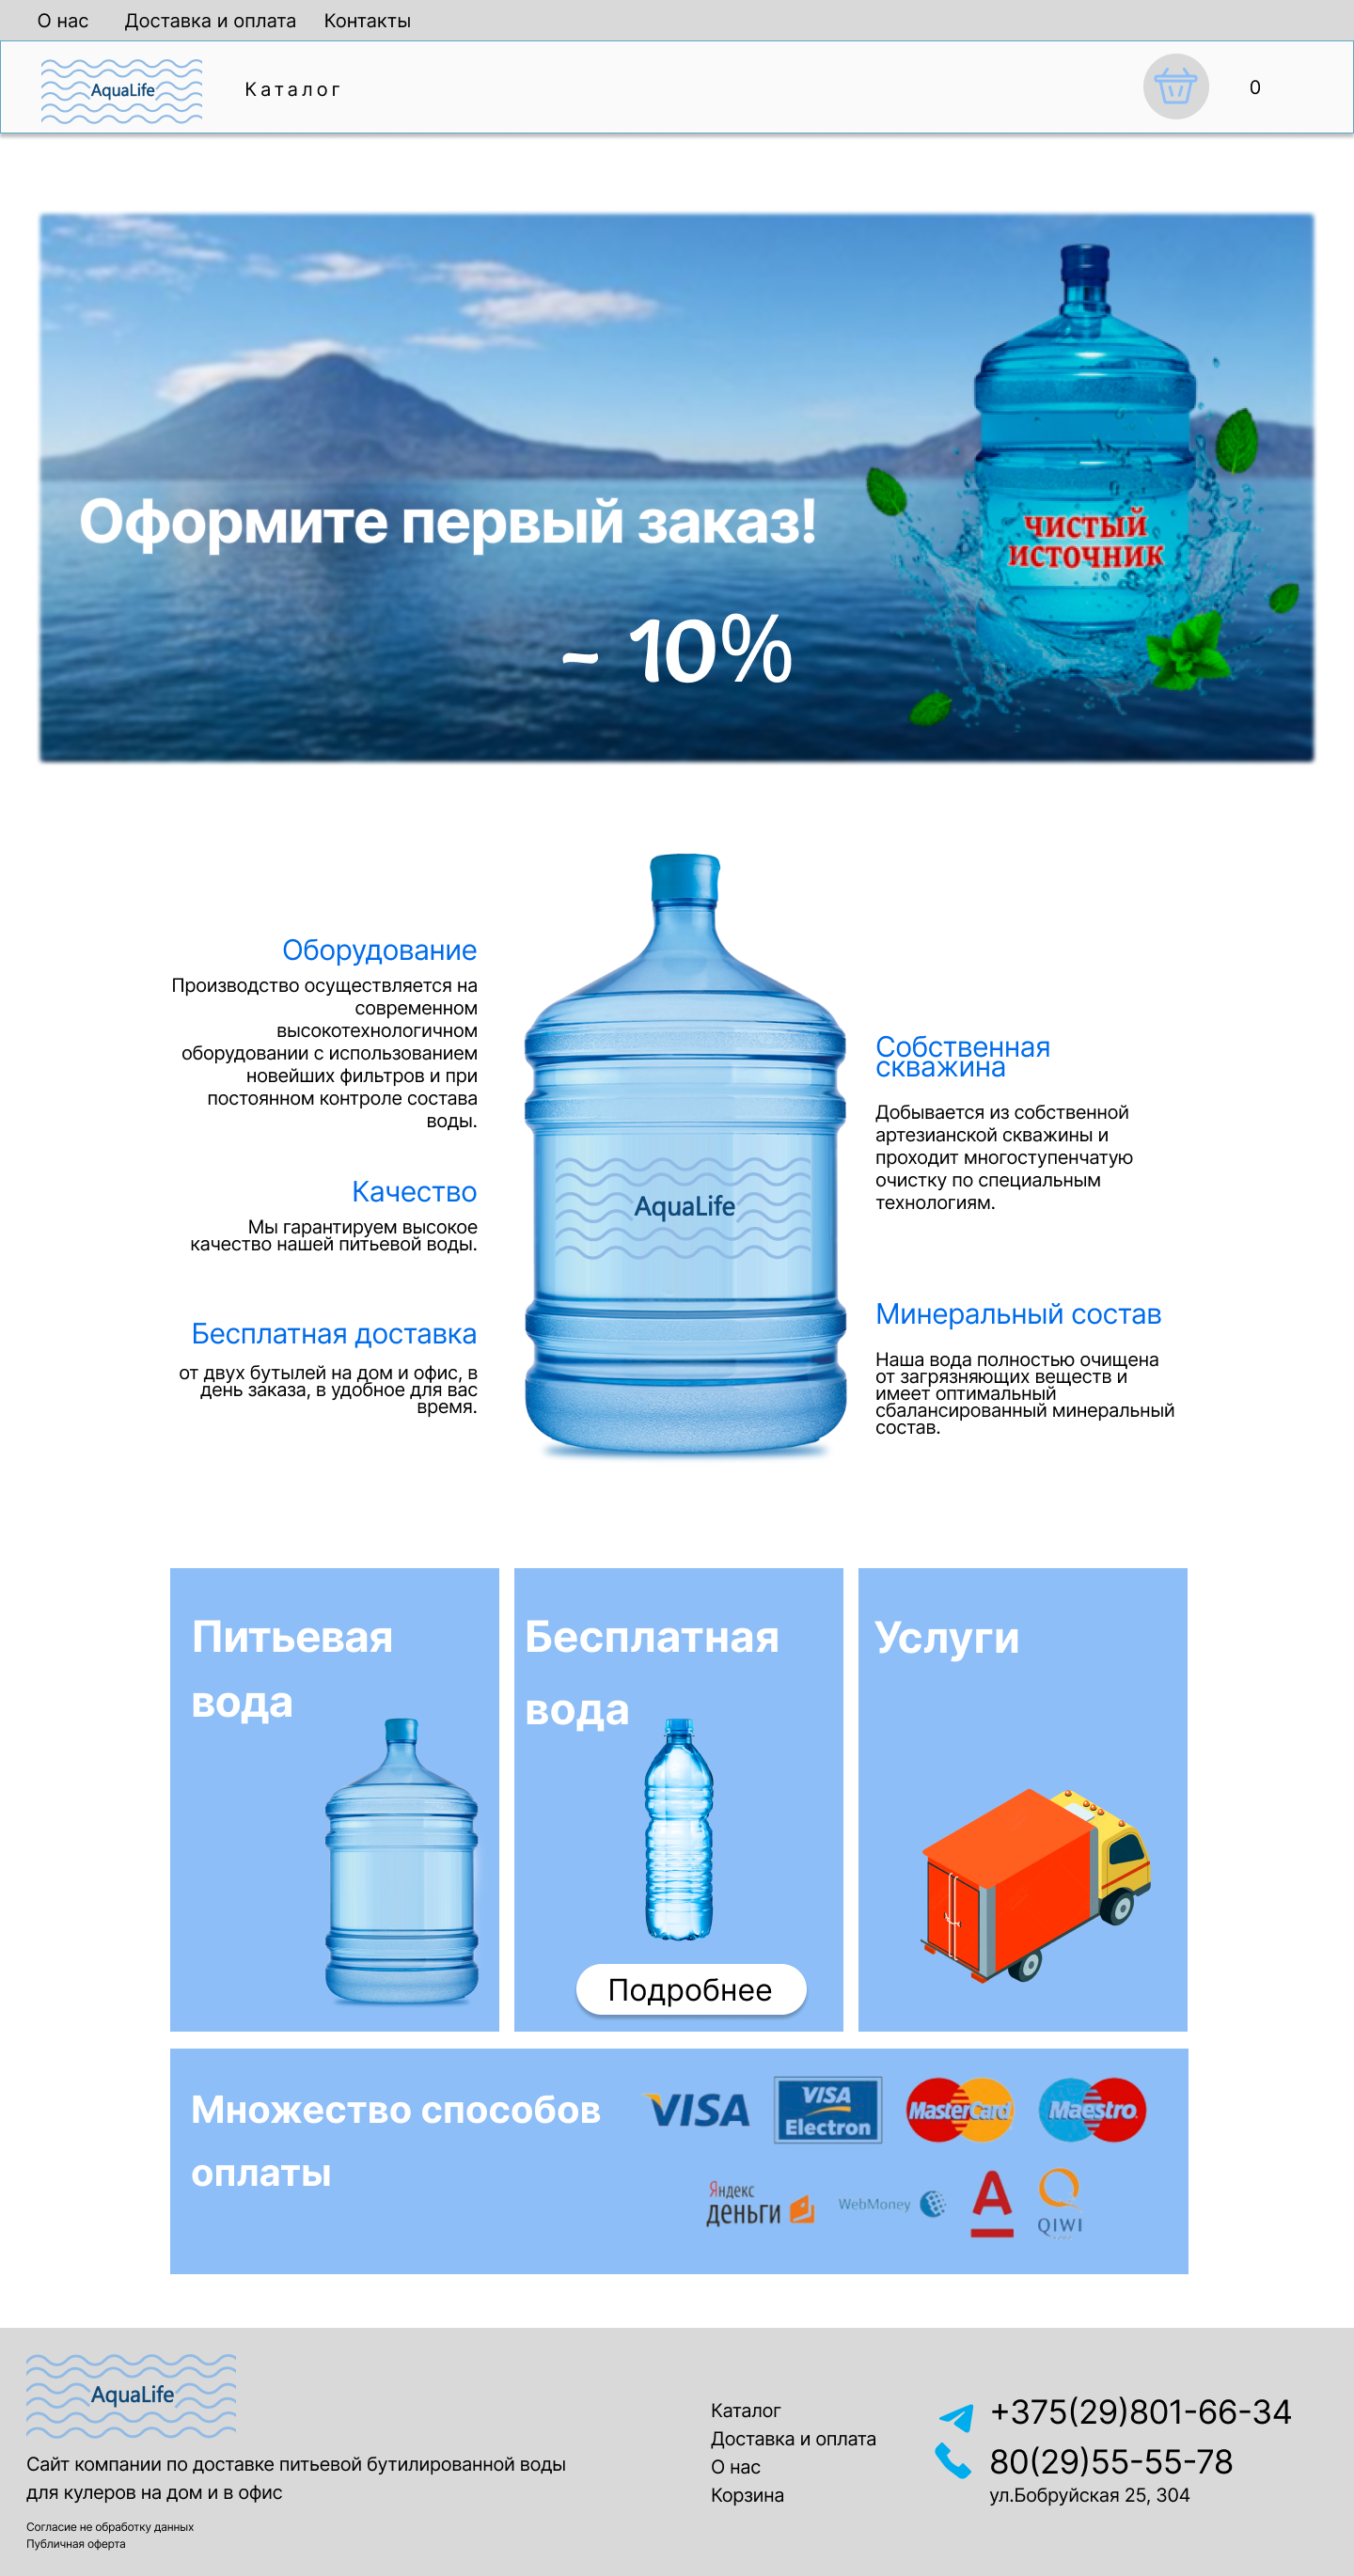 О нас
Доставка и оплата
Контакты
AquaLife
Каталог
0
Оформите первый заказ!
- 10%
ЧИСТЫЙ
ИСТОЧНИК
Оборудование
Производство осуществляется на
современном
высокотехнологичном
оборудовании с использованием
новейших фильтров и при
постоянном контроле состава
воды.
Качество
Мы гарантируем высокое
качество нашей питьевой воды.
Бесплатная доставка
от двух бутылей на дом и офис, в
день заказа, в удобное для вас
время.
AquaLife
Собственная
скважина
Добывается из собственной
артезианской скважины и
проходит многоступенчатую
очистку по специальным
технологиям.
Минеральный состав
Наша вода полностью очищена
от загрязняющих веществ и
имеет оптимальный
сбалансированный минеральный
состав.
Питьевая
вода
Бесплатная
вода
Подробнее
Услуги
Множество способов
оплаты
VISA
VISA
Electron
MasterCard
Maestro
Яндекс
деньги
WebMoney
А
QIWI
AquaLife
Сайт компании по доставке питьевой бутилированной воды
для кулеров на дом и в офис
Согласие не обработку данных
Публичная оферта
Каталог
Доставка и оплата
О нас
Корзина
+375(29)801-66-34
80(29)55-55-78
ул.Бобруйская 25, 304